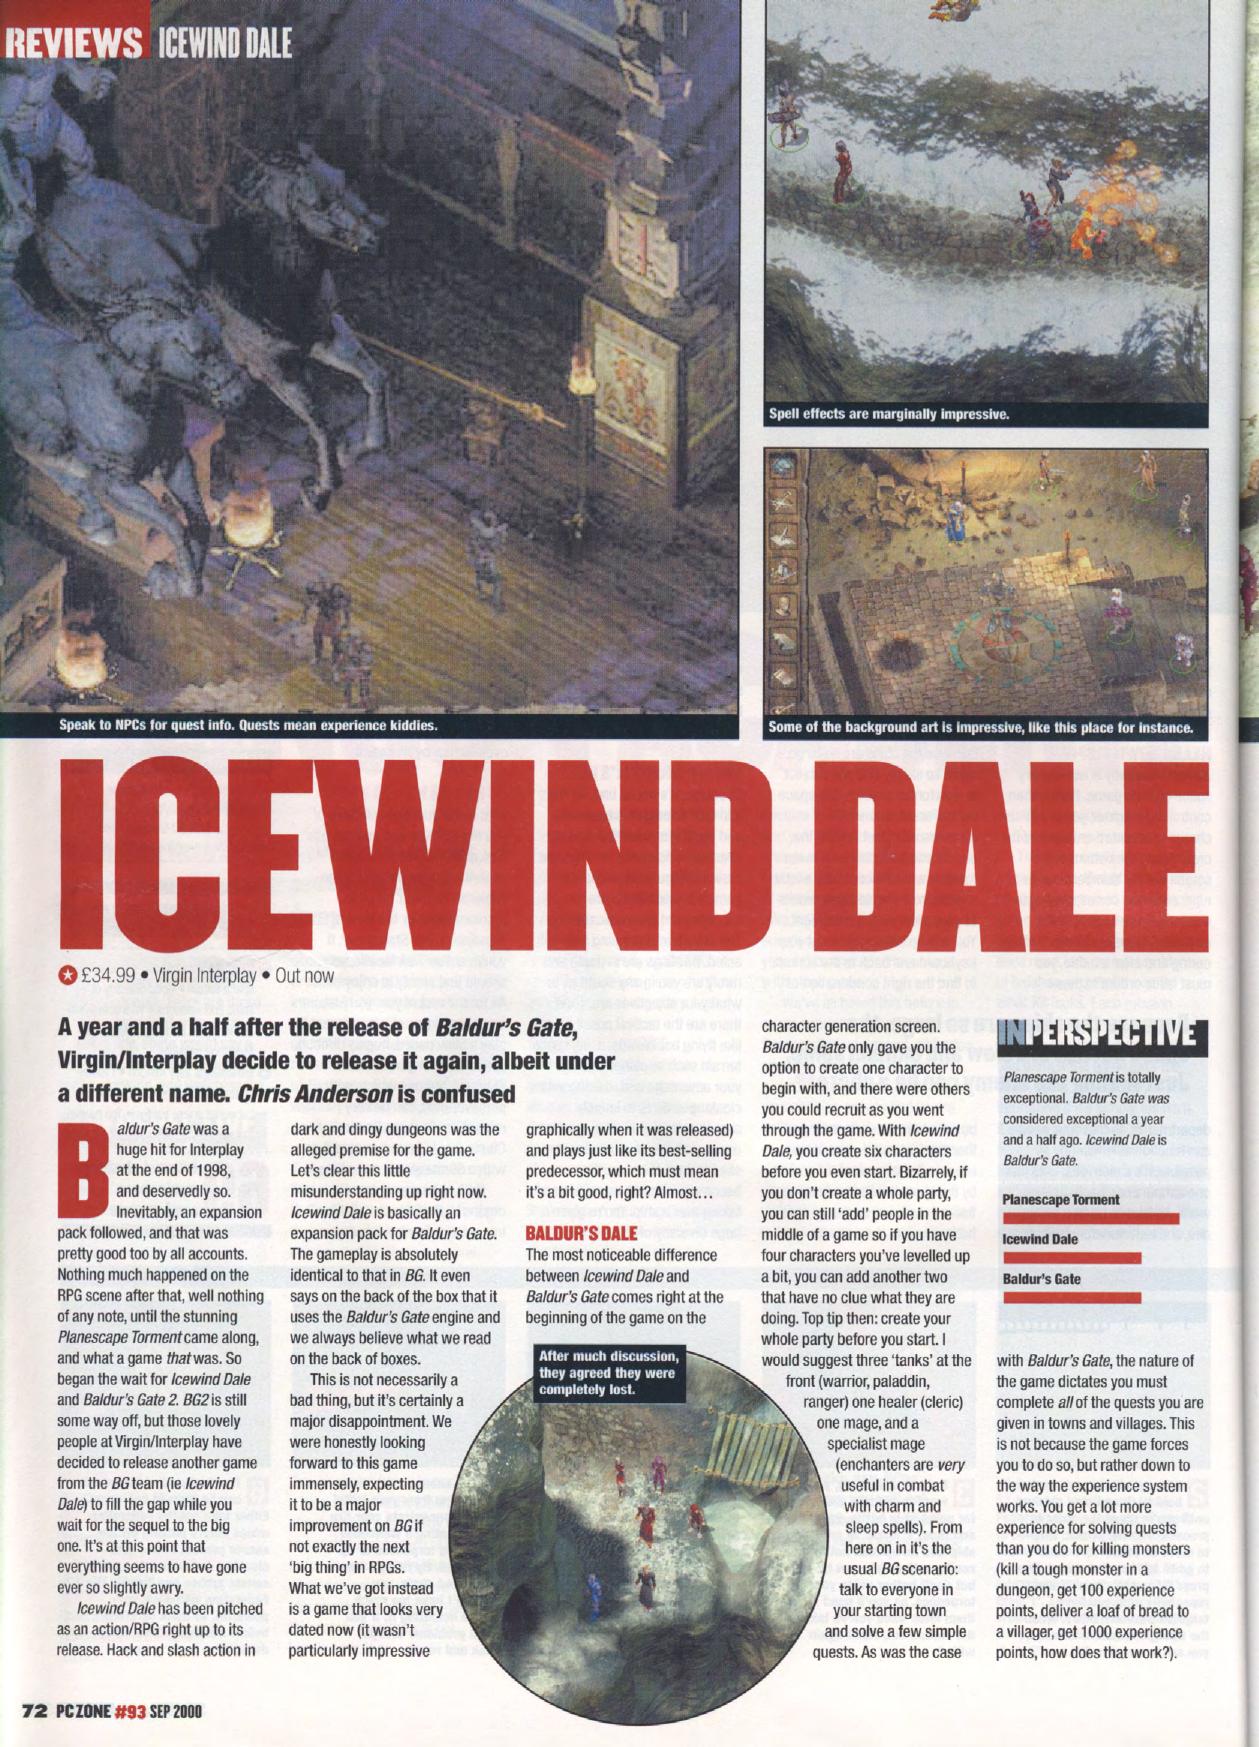 REVIEWS ICEWIND DALE
Spell effects are marginally impressive.
Speak to NPCs for quest info. Quests mean experience kiddies.
Some of the background art is impressive, like this place for instance.
ICEWIND DALE
£34.99 • Virgin Interplay • Out now
A year and a half after the release of Baldur's Gate,
Virgin/Interplay decide to release it again, albeit under
a different name. Chris Anderson is confused
Baldur's Gate was a
huge hit for Interplay
at the end of 1998,
and deservedly so.
Inevitably, an expansion
pack followed, and that was
pretty good too by all accounts.
Nothing much happened on the
RPG scene after that, well nothing
of any note, until the stunning
Planescape Torment came along,
and what a game that was. So
began the wait for Icewind Dale
and Baldur's Gate 2. BG2 is still
some way off, but those lovely
people at Virgin/Interplay have
decided to release another game
from the BG team (ie Icewind
Dale) to fill the gap while you
wait for the sequel to the big
one. It's at this point that
everything seems to have gone
ever so slightly awry.
Icewind Dale has been pitched
as an action/RPG right up to its
release. Hack and slash action in
dark and dingy dungeons was the
alleged premise for the game.
Let's clear this little
misunderstanding up right now.
Icewind Dale is basically an
expansion pack for Baldur's Gate.
The gameplay is absolutely
identical to that in BG. It even
says on the back of the box that it
uses the Baldur's Gate engine and
we always believe what we read
on the back of boxes.
This is not necessarily a
bad thing, but it's certainly a
major disappointment. We
were honestly looking
forward to this game
immensely, expecting
it to be a major
improvement on BG if
not exactly the next
'big thing' in RPGs.
What we've got instead
is a game that looks very
dated now (it wasn't
particularly impressive
graphically when it was released)
and plays just like its best-selling
predecessor, which must mean
it's a bit good, right? Almost...
BALDUR'S DALE
The most noticeable difference
between Icewind Dale and
Baldur's Gate comes right at the
beginning of the game on the
After much discussion,
they agreed they were
completely lost.
character generation screen.
Baldur's Gate only gave you the
option to create one character to
begin with, and there were others
you could recruit as you went
through the game. With Icewind
Dale, you create six characters
before you even start. Bizarrely, if
you don't create a whole party,
you can still 'add' people in the
middle of a game so if you have
four characters you've levelled up
a bit, you can add another two
that have no clue what they are
doing. Top tip then: create your
whole party before you start. I
would suggest three 'tanks' at the
front (warrior, paladin,
ranger) one healer (cleric)
one mage, and a
specialist mage
(enchanters are very
useful in combat
with charm and
sleep spells). From
here on in it's the
usual BG scenario:
talk to everyone in
your starting town
and solve a few simple
quests. As was the case
INPERSPECTIVE
Planescape Torment is totally
exceptional. Baldur's Gate was
considered exceptional a year
and a half ago. Icewind Dale is
Baldur's Gate.
Planescape Torment
Icewind Dale
Baldur's Gate
with Baldur's Gate, the nature of
the game dictates you must
complete all of the quests you are
given in towns and villages. This
is not because the game forces
you to do so, but rather down to
the way the experience system
works. You get a lot more
experience for solving quests
than you do for killing monsters
(kill a tough monster in a
dungeon, get 100 experience
points, deliver a loaf of bread to
a villager, get 1000 experience
points, how does that work?).
72 PCZONE #93 SEP 2000